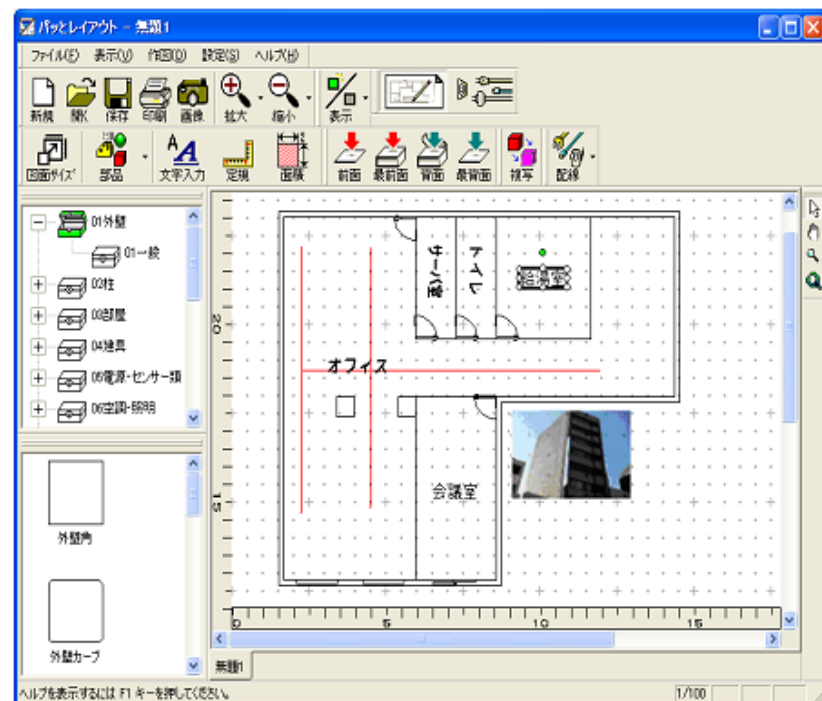 パッとレイアウト - 無題1
ファイル(F) 表示(V) 作図(D) 設定(S) ヘルプ(H)
新規 開く 保存 印刷 画像 拡大 縮小 表示
図面サイズ 部品 文字入力 定規 面積 前面 最前面 背面 最背面 複写 配線
01外壁
01一般
02柱
03部屋
04建具
05電源・センサー類
06空調・照明
外壁角
外壁カーブ
サーバ室
トイレ
給湯室
オフィス
会議室
20
15
0 5 10 15
無題1
ヘルプを表示するには F1 キーを押してください。
1/100